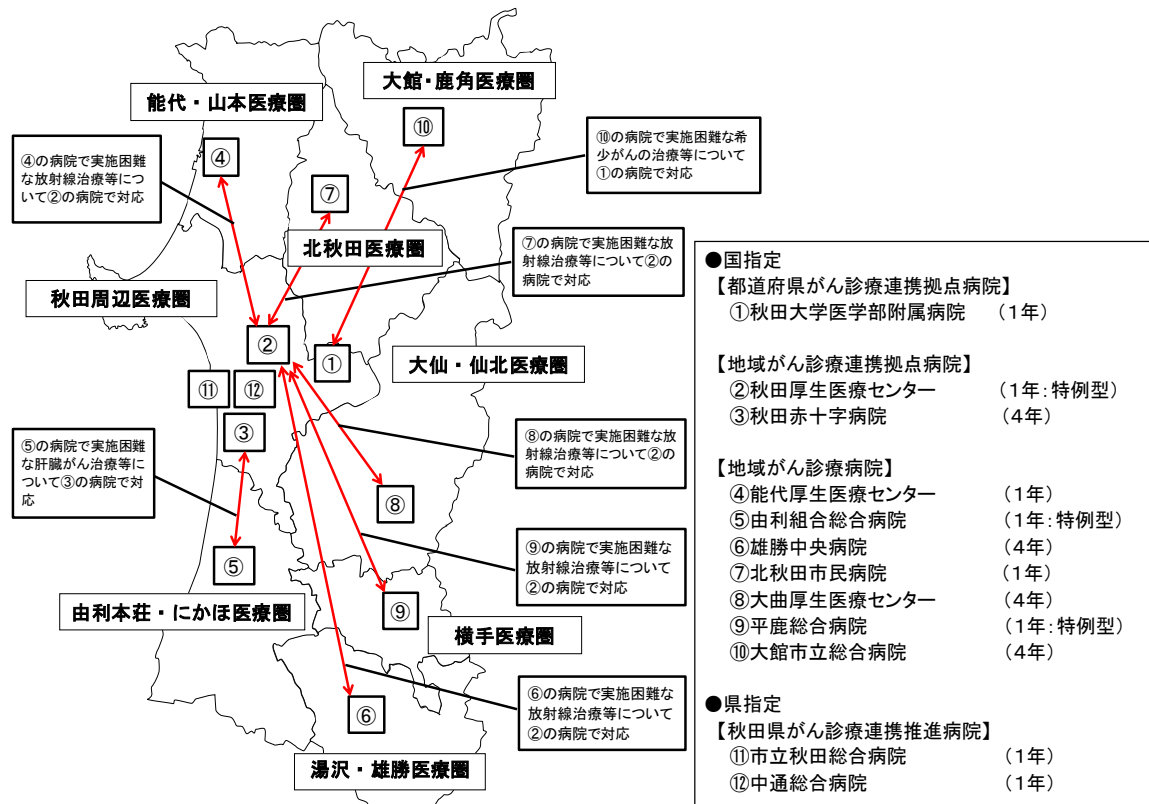 大館・鹿角医療圏
能代・山本医療圏
⑩
⑩の病院で実施困難な希
少がんの治療等について
①の病院で対応
④の病院で実施困難
な放射線治療等につ
いて②の病院で対応
④
⑦
北秋田医療圏
⑦の病院で実施困難な放
射線治療等について②の
病院で対応
秋田周辺医療圏
②
①
大仙・仙北医療圏
⑪
⑫
③
⑤の病院で実施困難
な肝臓がん治療等に
ついて③の病院で対
応
⑧の病院で実施困難な放
射線治療等について②の
病院で対応
⑧
⑤
⑨の病院で実施困難な
放射線治療等について
②の病院で対応
由利本荘・にかほ医療圏
⑨
横手医療圏
⑥の病院で実施困難な
放射線治療等について
②の病院で対応
⑥
湯沢・雄勝医療圏
●国指定
【都道府県がん診療連携拠点病院】
①秋田大学医学部附属病院 （1年）
【地域がん診療連携拠点病院】
②秋田厚生医療センター （1年：特例型）
③秋田赤十字病院 （4年）
【地域がん診療病院】
④能代厚生医療センター （1年）
⑤由利組合総合病院 （1年：特例型）
⑥雄勝中央病院 （4年）
⑦北秋田市民病院 （1年）
⑧大曲厚生医療センター （4年）
⑨平鹿総合病院 （1年：特例型）
⑩大館市立総合病院 （4年）
●県指定
【秋田県がん診療連携推進病院】
⑪市立秋田総合病院 （1年）
⑫中通総合病院 （1年）